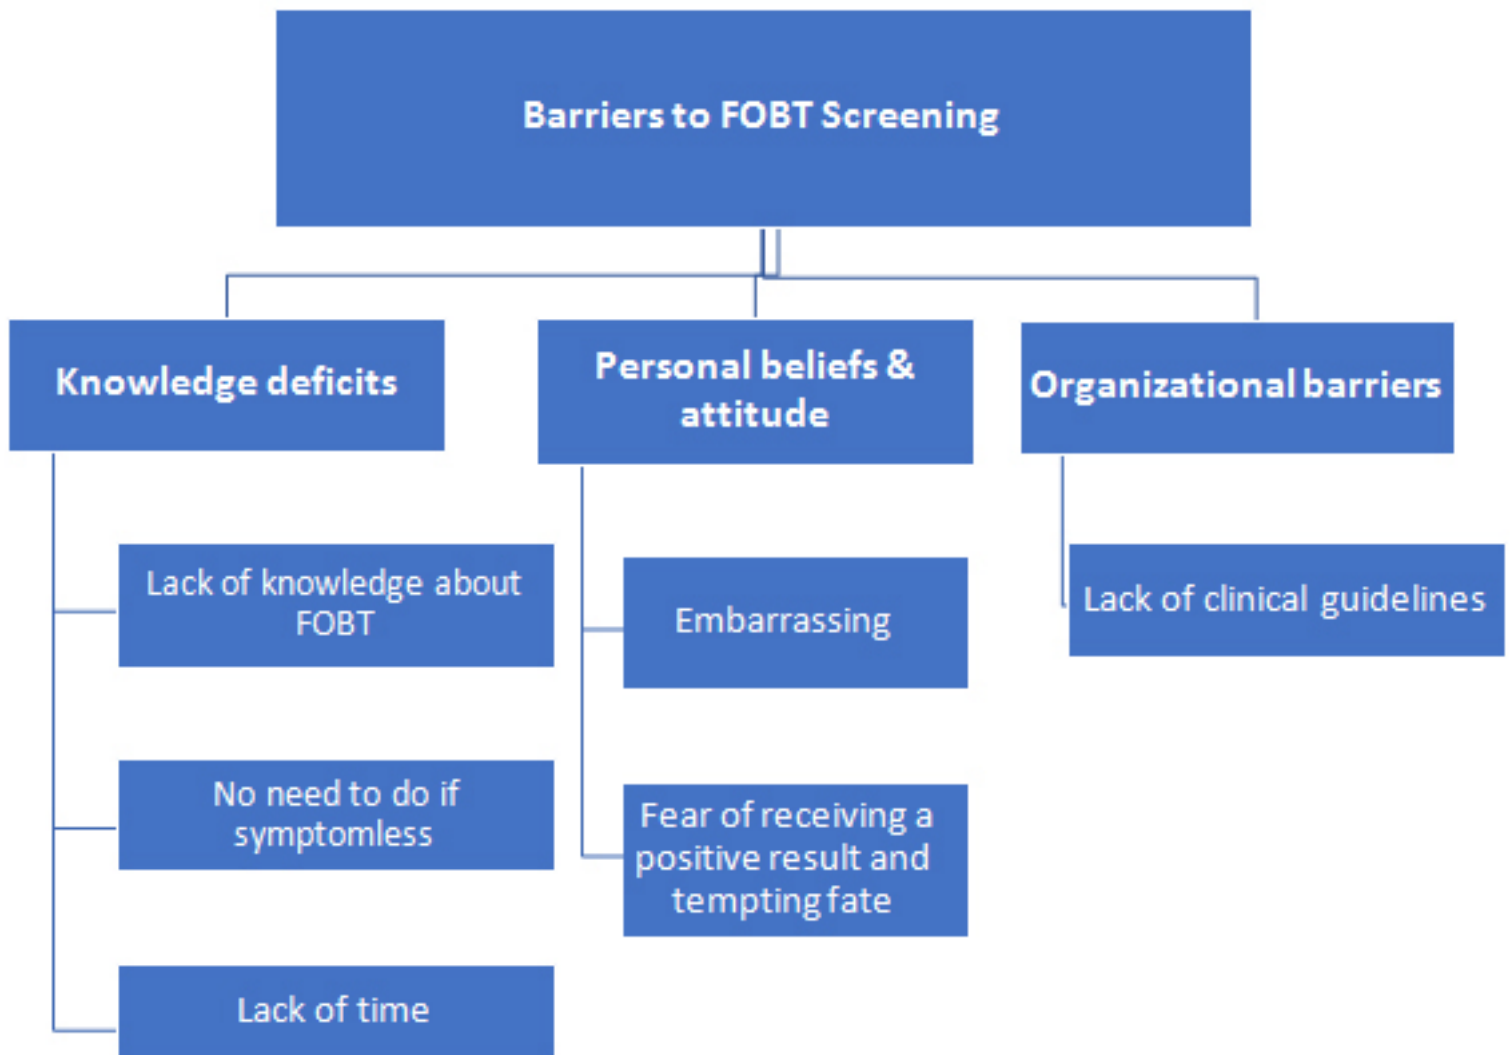 Barriers to FOBT Screening
Knowledge deficits
Personal beliefs &
attitude
Organizational barriers
Lack of knowledge about
FOBT
No need to do if
symptomless
Lack of time
Embarrassing
Fear of receiving a
positive result and
tempting fate
Lack of clinical guidelines